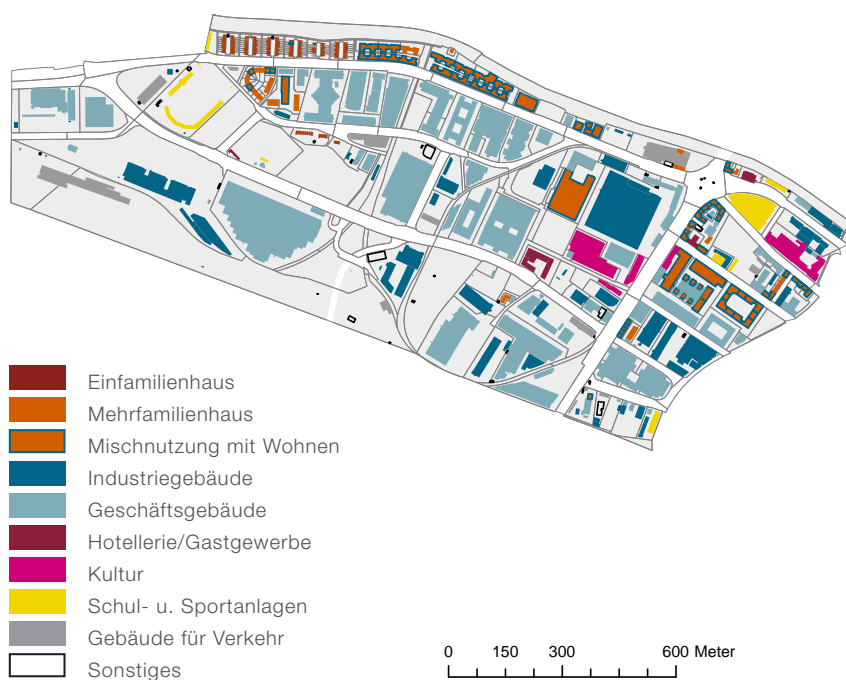 Einfamilienhaus
Mehrfamilienhaus
Mischnutzung mit Wohnen
Industriegebäude
Geschäftsgebäude
Hotellerie/Gastgewerbe
Kultur
Schul- u. Sportanlagen
Gebäude für Verkehr
Sonstiges
0 150 300 600 Meter